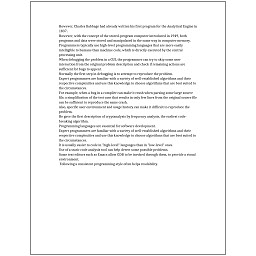 However, Charles Babbage had already written his first program for the Analytical Engine in
1837.
However, with the concept of the stored-program computer introduced in 1949, both
programs and data were stored and manipulated in the same way in computer memory.
Programs in typically use high-level programming languages that are more easily
intelligible to humans than machine code, which is directly executed by the central
processing unit.
When debugging the problem in a GUI, the programmer can try to skip some user
interaction from the original problem description and check if remaining actions are
sufficient for bugs to appear.
Normally the first step in debugging is to attempt to reproduce the problem.
Expert programmers are familiar with a variety of well-established algorithms and their
respective complexities and use this knowledge to choose algorithms that are best suited to
the circumstances.
For example, when a bug in a compiler can make it crash when parsing some large source
file, a simplification of the test case that results in only few lines from the original source file
can be sufficient to reproduce the same crash.
Also, specific user environment and usage history can make it difficult to reproduce the
problem.
He gave the first description of cryptanalysis by frequency analysis, the earliest code-
breaking algorithm.
Programming languages are essential for software development.
Expert programmers are familiar with a variety of well-established algorithms and their
respective complexities and use this knowledge to choose algorithms that are best suited to
the circumstances.
It is usually easier to code in "high-level" languages than in "low-level" ones.
Use of a static code analysis tool can help detect some possible problems.
Some text editors such as Emacs allow GDB to be invoked through them, to provide a visual
environment.
Following a consistent programming style often helps readability.